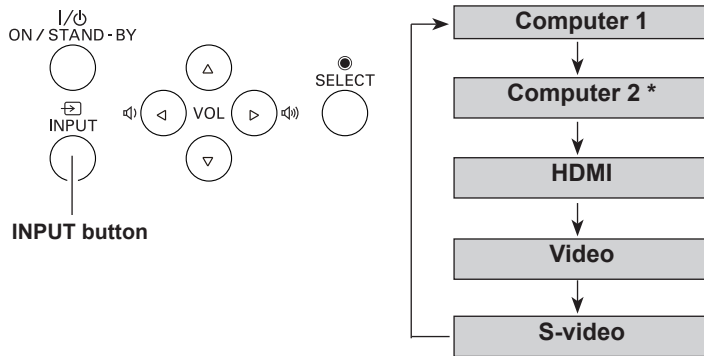 I/⏻
ON / STAND - BY
INPUT
VOL
SELECT
INPUT button
Computer 1
Computer 2 *
HDMI
Video
S-video